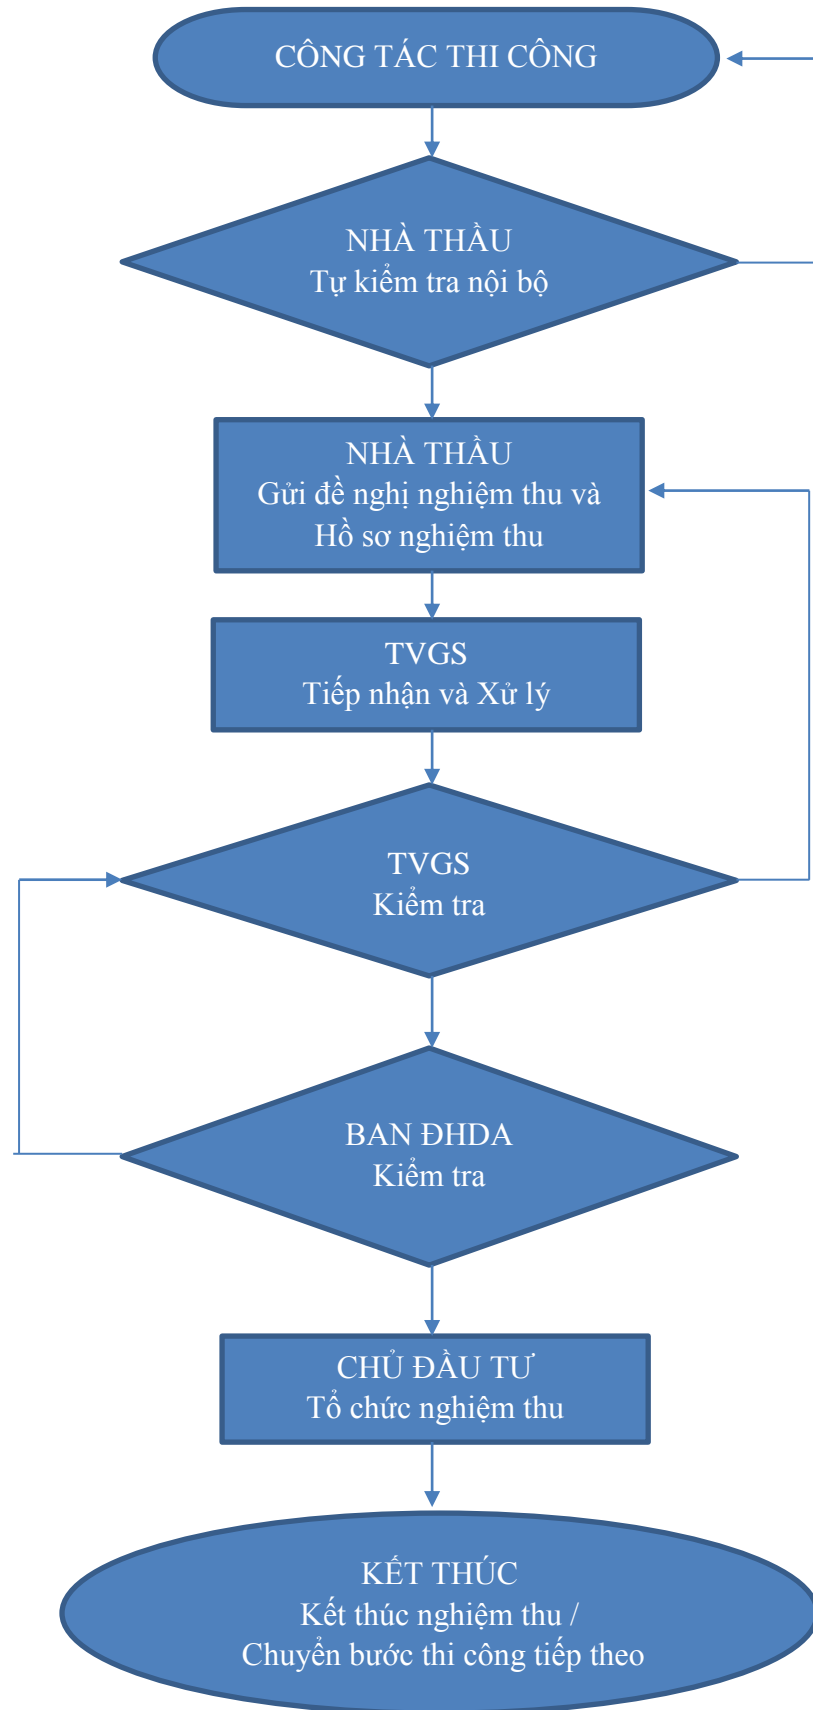 CÔNG TÁC THI CÔNG
NHÀ THẦU
Tự kiểm tra nội bộ
NHÀ THẦU
Gửi đề nghị nghiệm thu và
Hồ sơ nghiệm thu
TVGS
Tiếp nhận và Xử lý
TVGS
Kiểm tra
BAN ĐHDA
Kiểm tra
CHỦ ĐẦU TƯ
Tổ chức nghiệm thu
KẾT THÚC
Kết thúc nghiệm thu /
Chuyển bước thi công tiếp theo